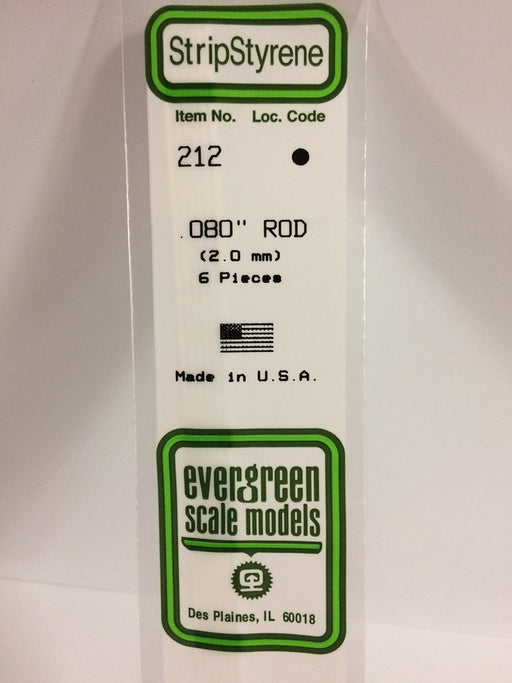 StripStyrene
Item No. Loc. Code
212 ●
.080" ROD
(2.0 mm)
6 Pieces
Made in U.S.A.
evergreen
scale models
Des Plaines, IL 60018